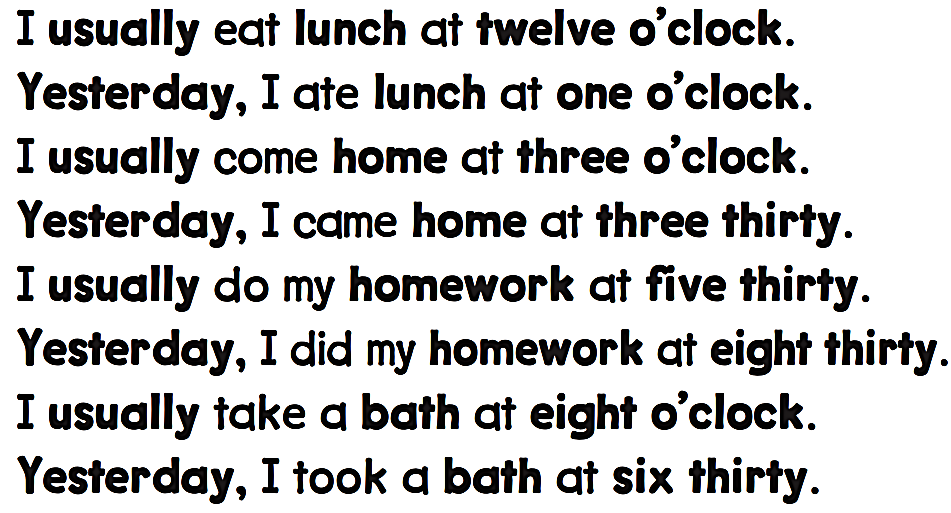 I usually eat lunch at twelve o’clock.
Yesterday, I ate lunch at one o’clock.
I usually come home at three o’clock.
Yesterday, I came home at three thirty.
I usually do my homework at five thirty.
Yesterday, I did my homework at eight thirty.
I usually take a bath at eight o’clock.
Yesterday, I took a bath at six thirty.